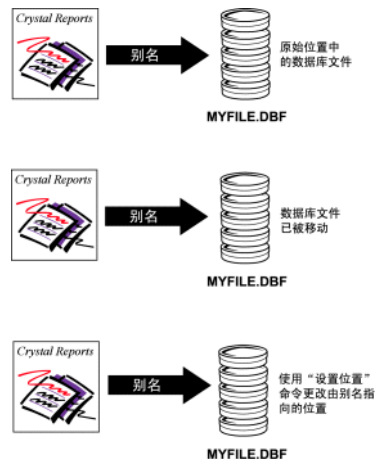 Crystal Reports
别名
原始位置中
的数据库文件
MYFILE.DBF
Crystal Reports
别名
数据库文件
已被移动
MYFILE.DBF
Crystal Reports
别名
使用“设置位置”
命令更改由别名指
向的位置
MYFILE.DBF